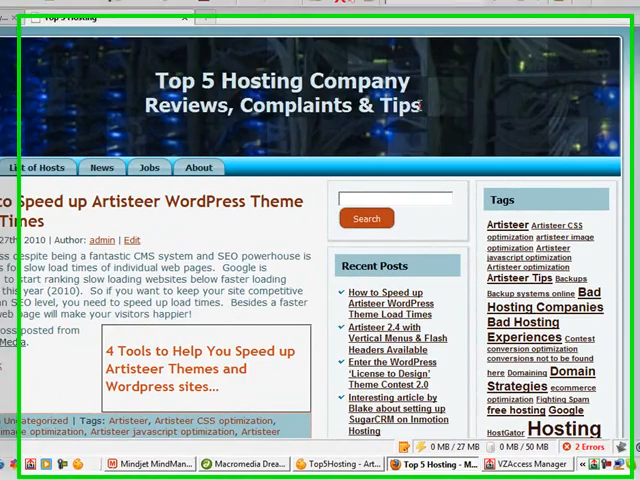 Top 5 Hosting
Top 5 Hosting Company
Reviews, Complaints & Tips
List of Hosts
News
Jobs
About
to Speed up Artisteer WordPress Theme
Times
27th, 2010 | Author: admin | Edit
ss despite being a fantastic CMS system and SEO powerhouse is
s for slow load times of individual web pages. Google is
start ranking slow loading websites below faster loading
this year (2010). So if you want to keep your site competitive
n SEO level, you need to speed up load times. Besides a faster
web page will make your visitors happier!
ross posted from
Media.
4 Tools to Help You Speed up
Artisteer Themes and
Wordpress sites...
Uncategorized | Tags: Artisteer, Artisteer CSS optimization,
image optimization, Artisteer javascript optimization, Artisteer
Search
Recent Posts
How to Speed up
Artisteer WordPress
Theme Load Times
Artisteer 2.4 with
Vertical Menus & Flash
Headers Available
Enter the WordPress
'License to Design'
Theme Contest 2.0
Interesting article by
Blake about setting up
SugarCRM on Inmotion
Hosting
Tags
Artisteer Artisteer CSS
optimization artisteer image
optimization Artisteer
javascript optimization
Artisteer optimization
Artisteer Tips Backups
Backup systems online Bad
Hosting Companies
Bad Hosting
Experiences Contest
conversion optimization
conversions not to be found
here Domaining Domain
Strategies ecommerce
optimization Fighting Spam
free hosting Google
HostGator Hosting
0 MB / 27 MB
0 MB / 50 MB
2 Errors
Mindjet MindMan...
Macromedia Drea...
Top5Hosting - Art...
Top 5 Hosting - M...
VZAccess Manager